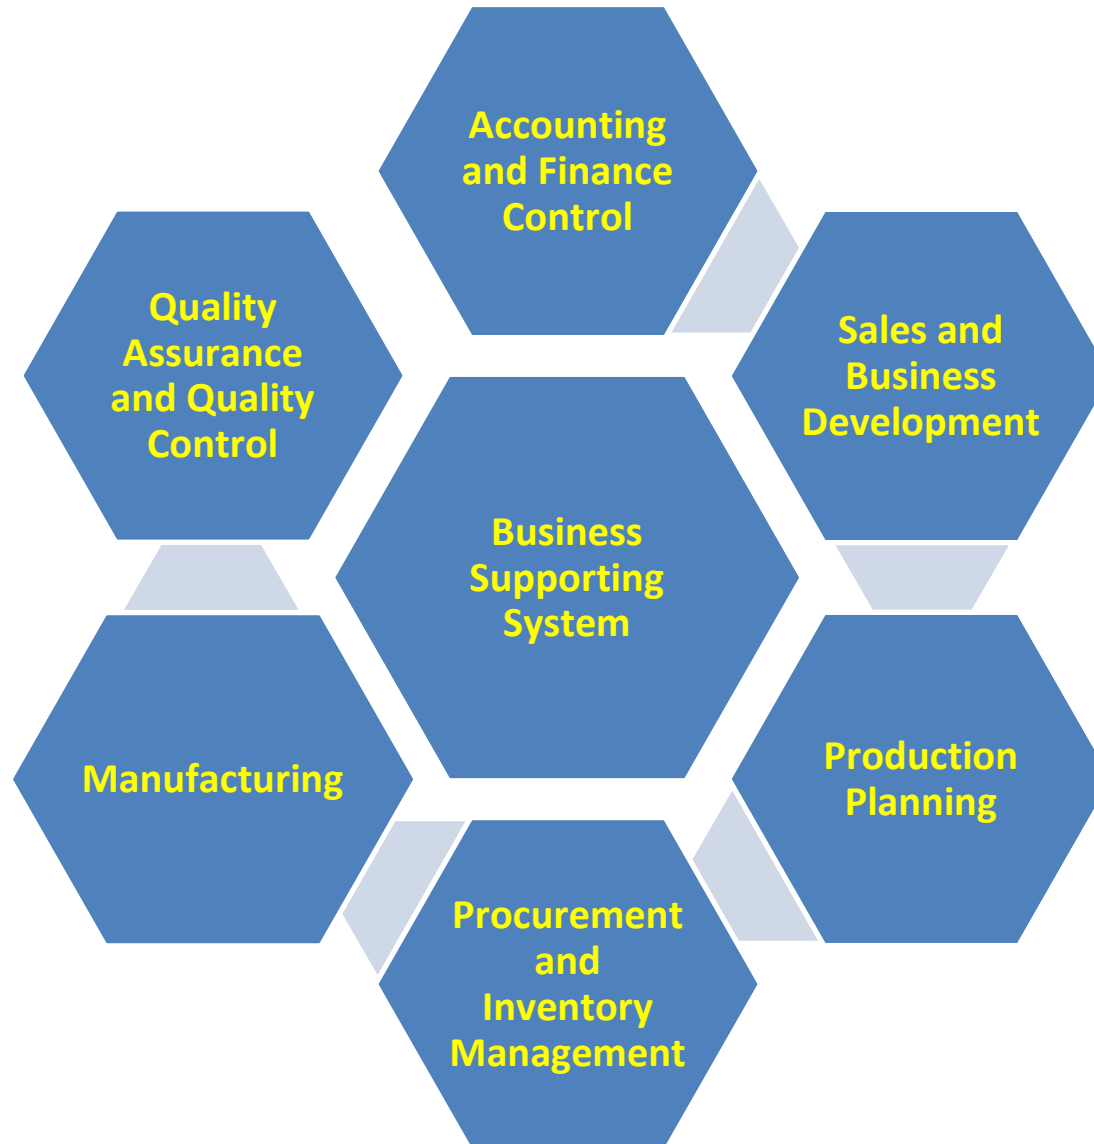 Accounting
and Finance
Control
Quality
Assurance
and Quality
Control
Sales and
Business
Development
Business
Supporting
System
Manufacturing
Production
Planning
Procurement
and
Inventory
Management